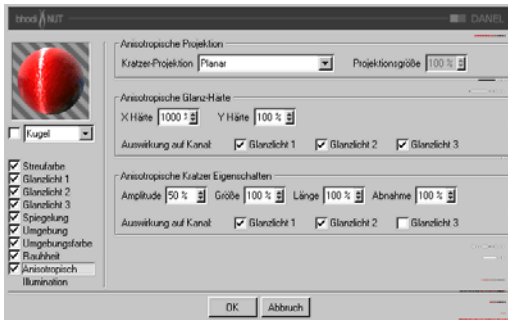 bhodi NUT
DANEL
Anisotropische Projektion
Kratzer-Projektion Planar Projektionsgröße 100 %
Anisotropische Glanz-Härte
X Härte 1000 % Y Härte 100 %
Auswirkung auf Kanal: Glanzlicht 1 Glanzlicht 2 Glanzlicht 3
Kugel
Streufarbe
Glanzlicht 1
Glanzlicht 2
Glanzlicht 3
Spiegelung
Umgebung
Umgebungsfarbe
Rauhheit
Anisotropisch
Illumination
Anisotropische Kratzer Eigenschaften
Amplitude 50 % Größe 100 % Länge 100 % Abnahme 100 %
Auswirkung auf Kanal: Glanzlicht 1 Glanzlicht 2 Glanzlicht 3
OK Abbruch